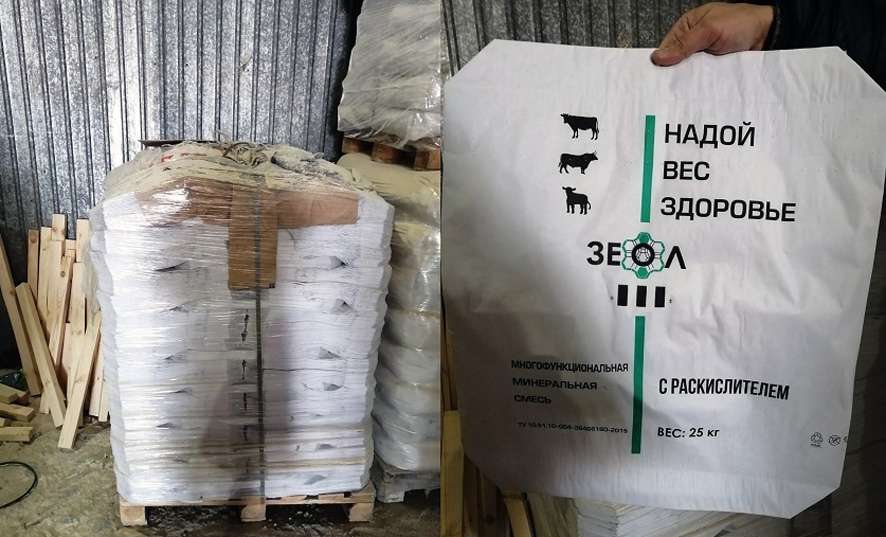 НАДОЙ
ВЕС
ЗДОРОВЬЕ
ЗЕОЛ
МНОГОФУНКЦИОНАЛЬНАЯ
МИНЕРАЛЬНАЯ
СМЕСЬ
С РАСКИСЛИТЕЛЕМ
ВЕС: 25 кг